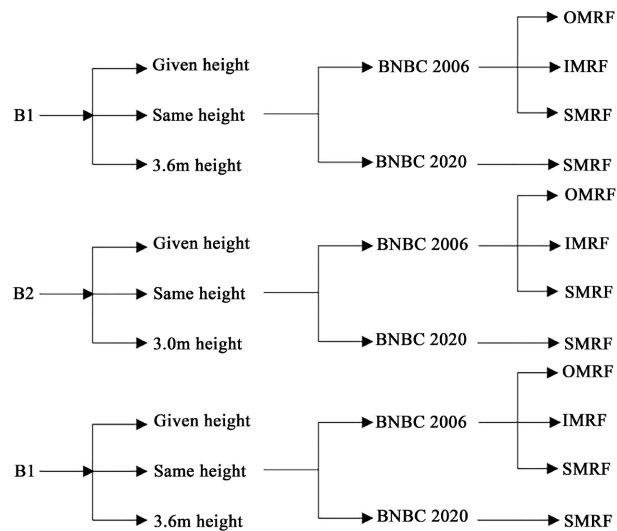 OMRF
Given height BNBC 2006 IMRF
B1 Same height SMRF
3.6m height BNBC 2020 SMRF
OMRF
Given height BNBC 2006 IMRF
B2 Same height SMRF
3.0m height BNBC 2020 SMRF
OMRF
Given height BNBC 2006 IMRF
B1 Same height SMRF
3.6m height BNBC 2020 SMRF